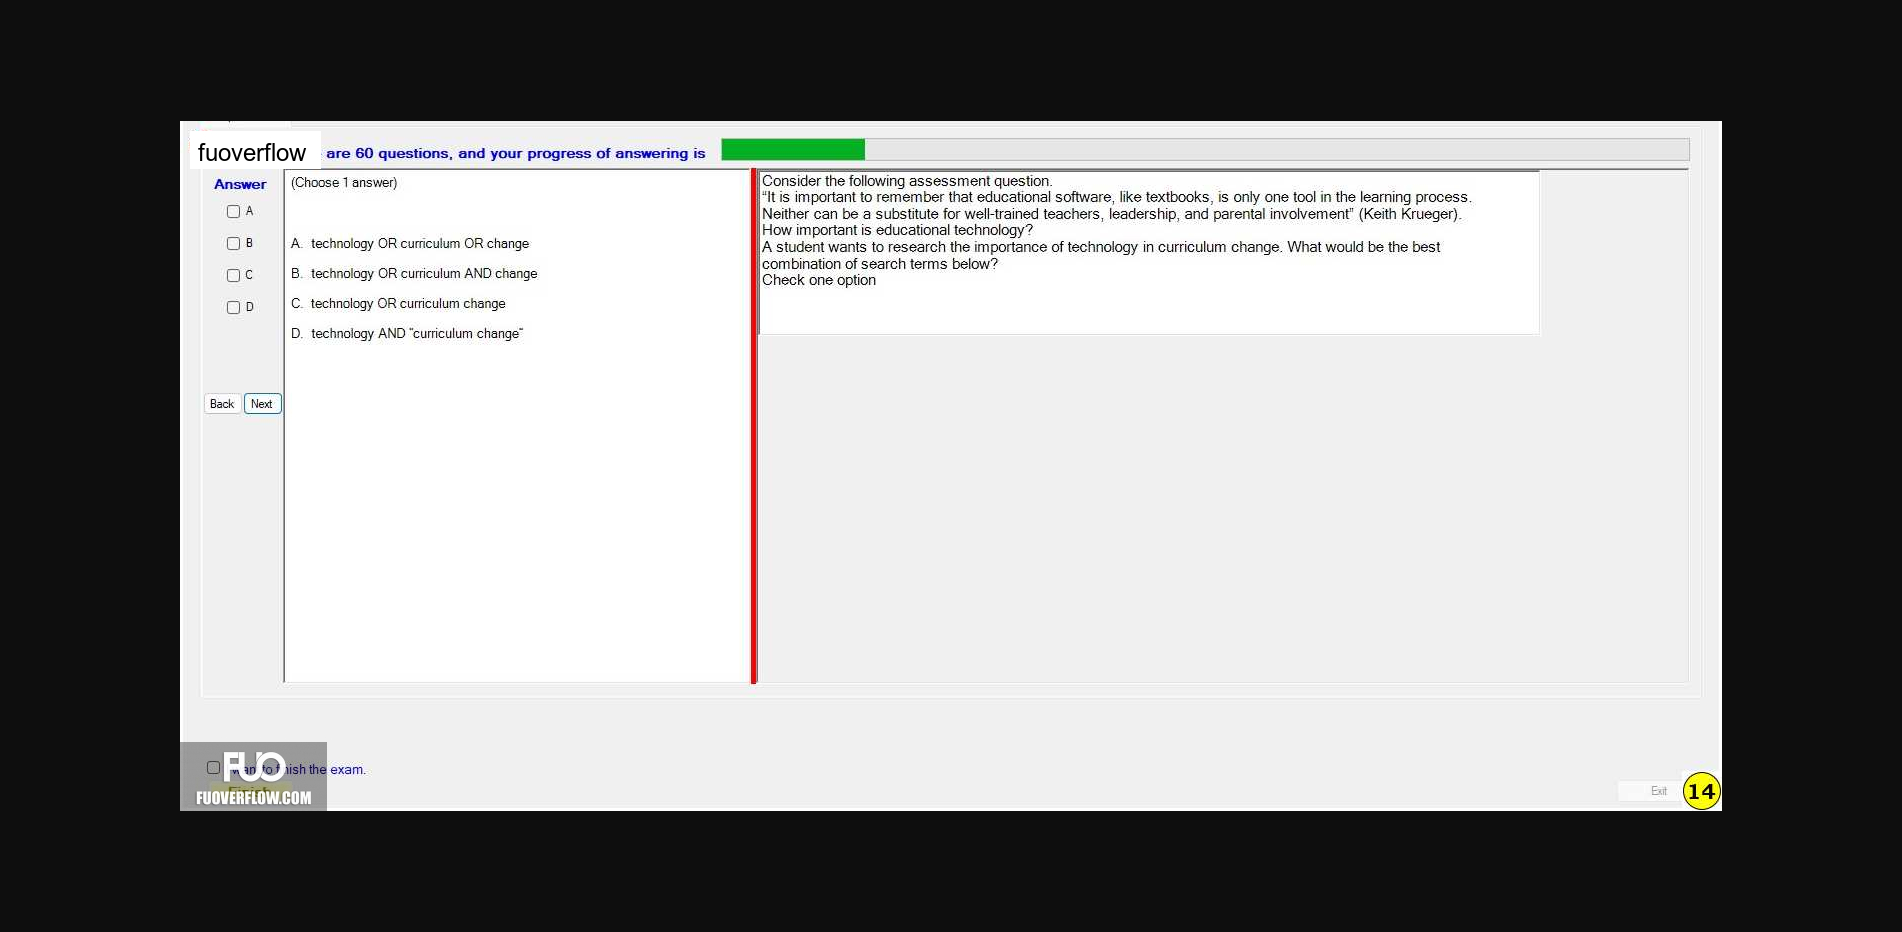 fuoverflow are 60 questions, and your progress of answering is
Answer
A
B
C
D
Back Next
(Choose 1 answer)
A. technology OR curriculum OR change
B. technology OR curriculum AND change
C. technology OR curriculum change
D. technology AND "curriculum change"
Consider the following assessment question.
“It is important to remember that educational software, like textbooks, is only one tool in the learning process.
Neither can be a substitute for well-trained teachers, leadership, and parental involvement” (Keith Krueger).
How important is educational technology?
A student wants to research the importance of technology in curriculum change. What would be the best
combination of search terms below?
Check one option
I want to finish the exam.
Finish
FUO
FUOVERFLOW.COM
Exit
14